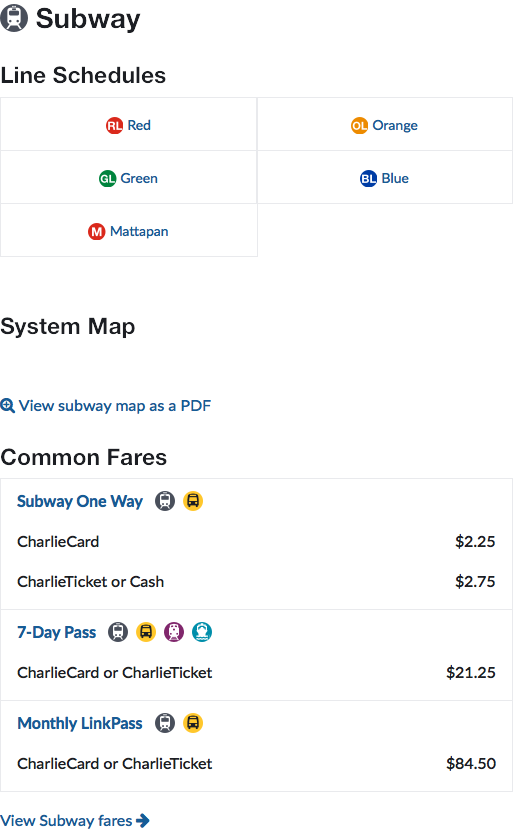 Subway
Line Schedules
RL Red
OL Orange
GL Green
BL Blue
M Mattapan
System Map
View subway map as a PDF
Common Fares
Subway One Way
CharlieCard $2.25
CharlieTicket or Cash $2.75
7-Day Pass
CharlieCard or CharlieTicket $21.25
Monthly LinkPass
CharlieCard or CharlieTicket $84.50
View Subway fares